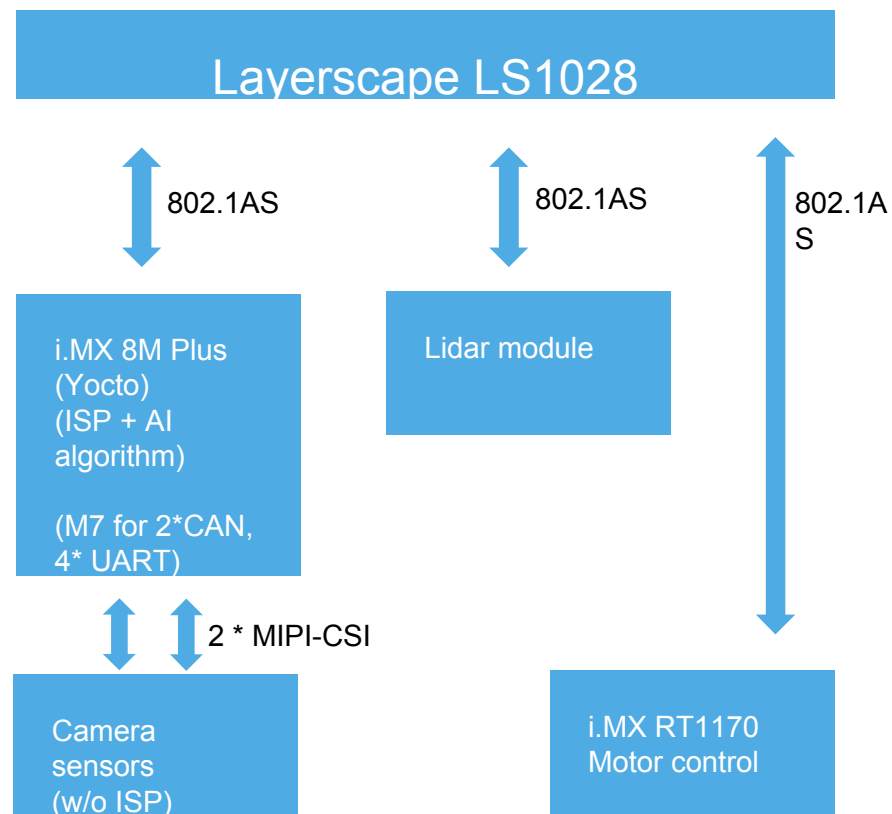 Layerscape LS1028
802.1AS
802.1AS
802.1A
S
i.MX 8M Plus
(Yocto)
(ISP + AI
algorithm)
(M7 for 2*CAN,
4* UART)
Lidar module
2 * MIPI-CSI
Camera
sensors
(w/o ISP)
i.MX RT1170
Motor control